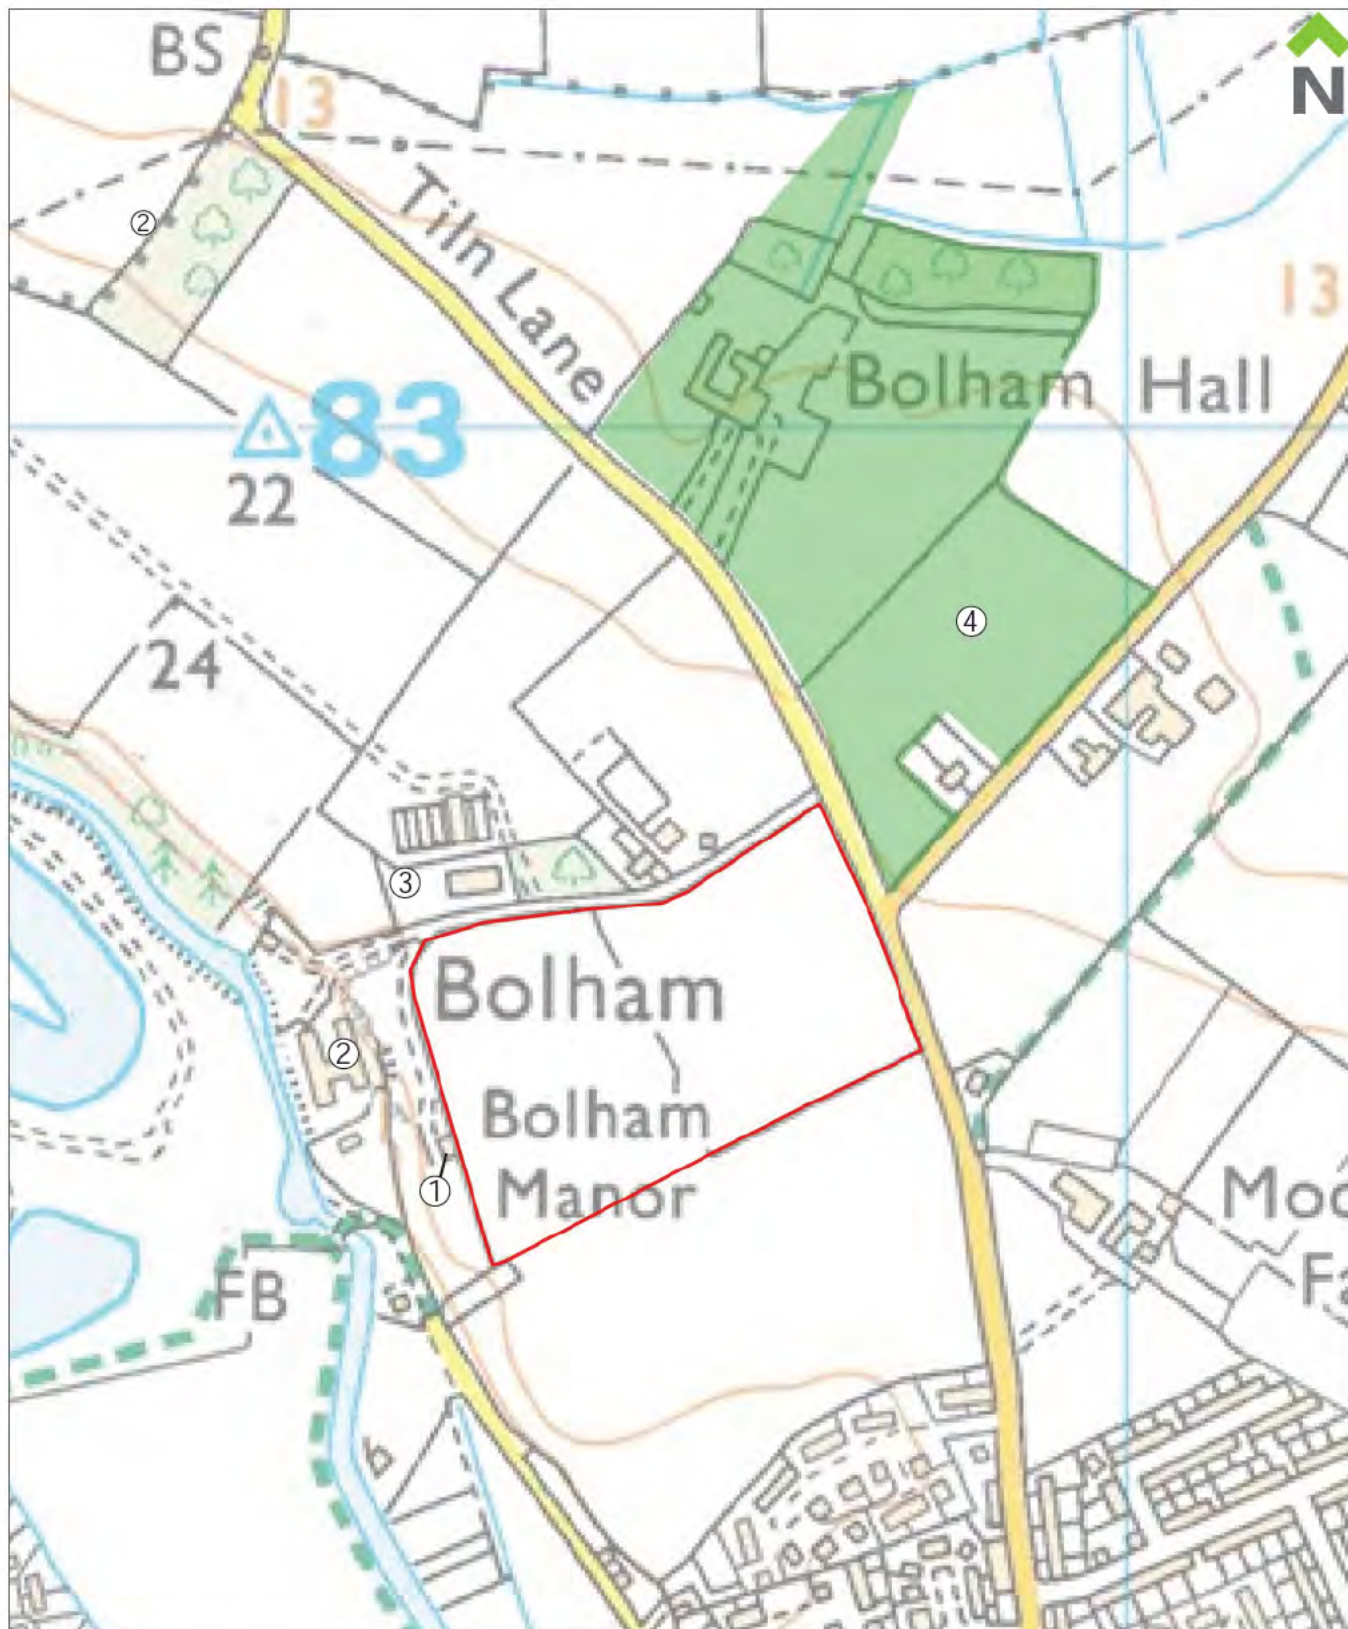 BS
13
N
Tiln Lane
②
13
Bolham Hall
83
22
④
24
③
Bolham
②
Bolham
Manor
①
Moo
Fa
FB